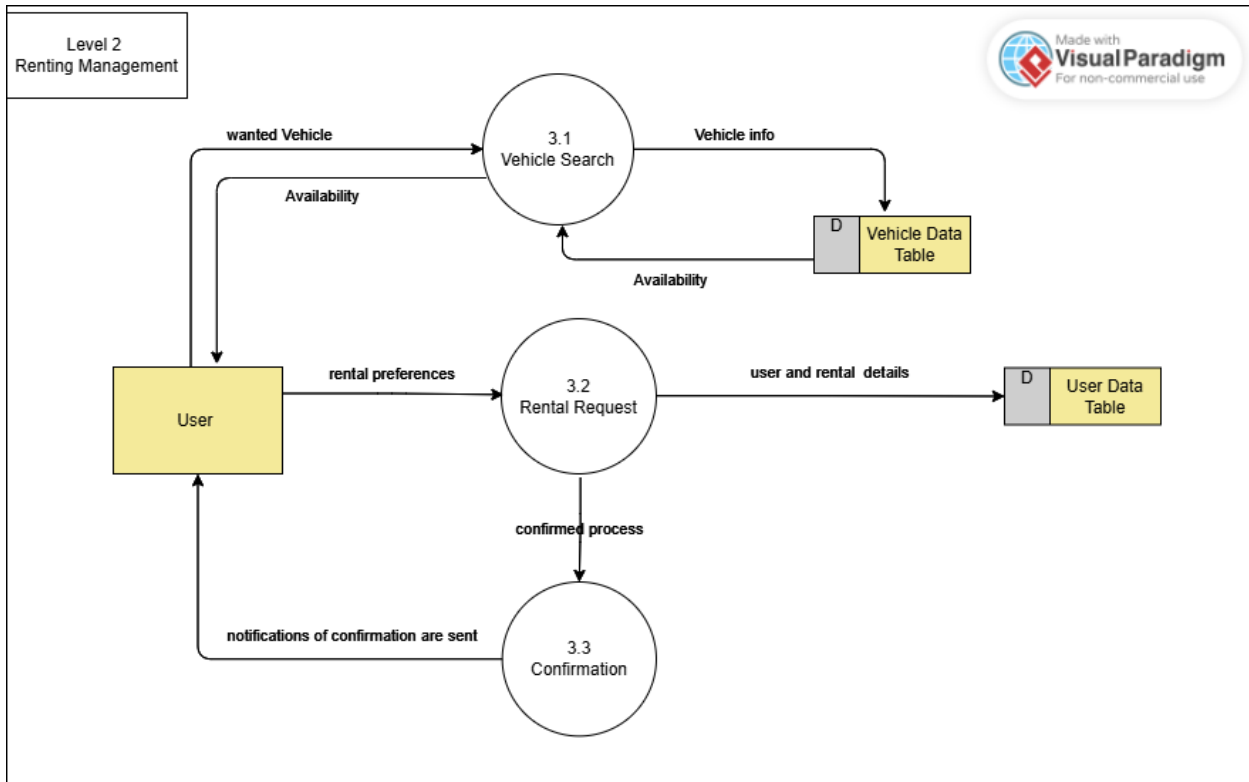 Level 2
Renting Management
Made with
Visual Paradigm
For non-commercial use
wanted Vehicle
3.1
Vehicle Search
Vehicle info
Availability
D
Vehicle Data
Table
Availability
rental preferences
3.2
Rental Request
user and rental details
D
User Data
Table
User
confirmed process
notifications of confirmation are sent
3.3
Confirmation